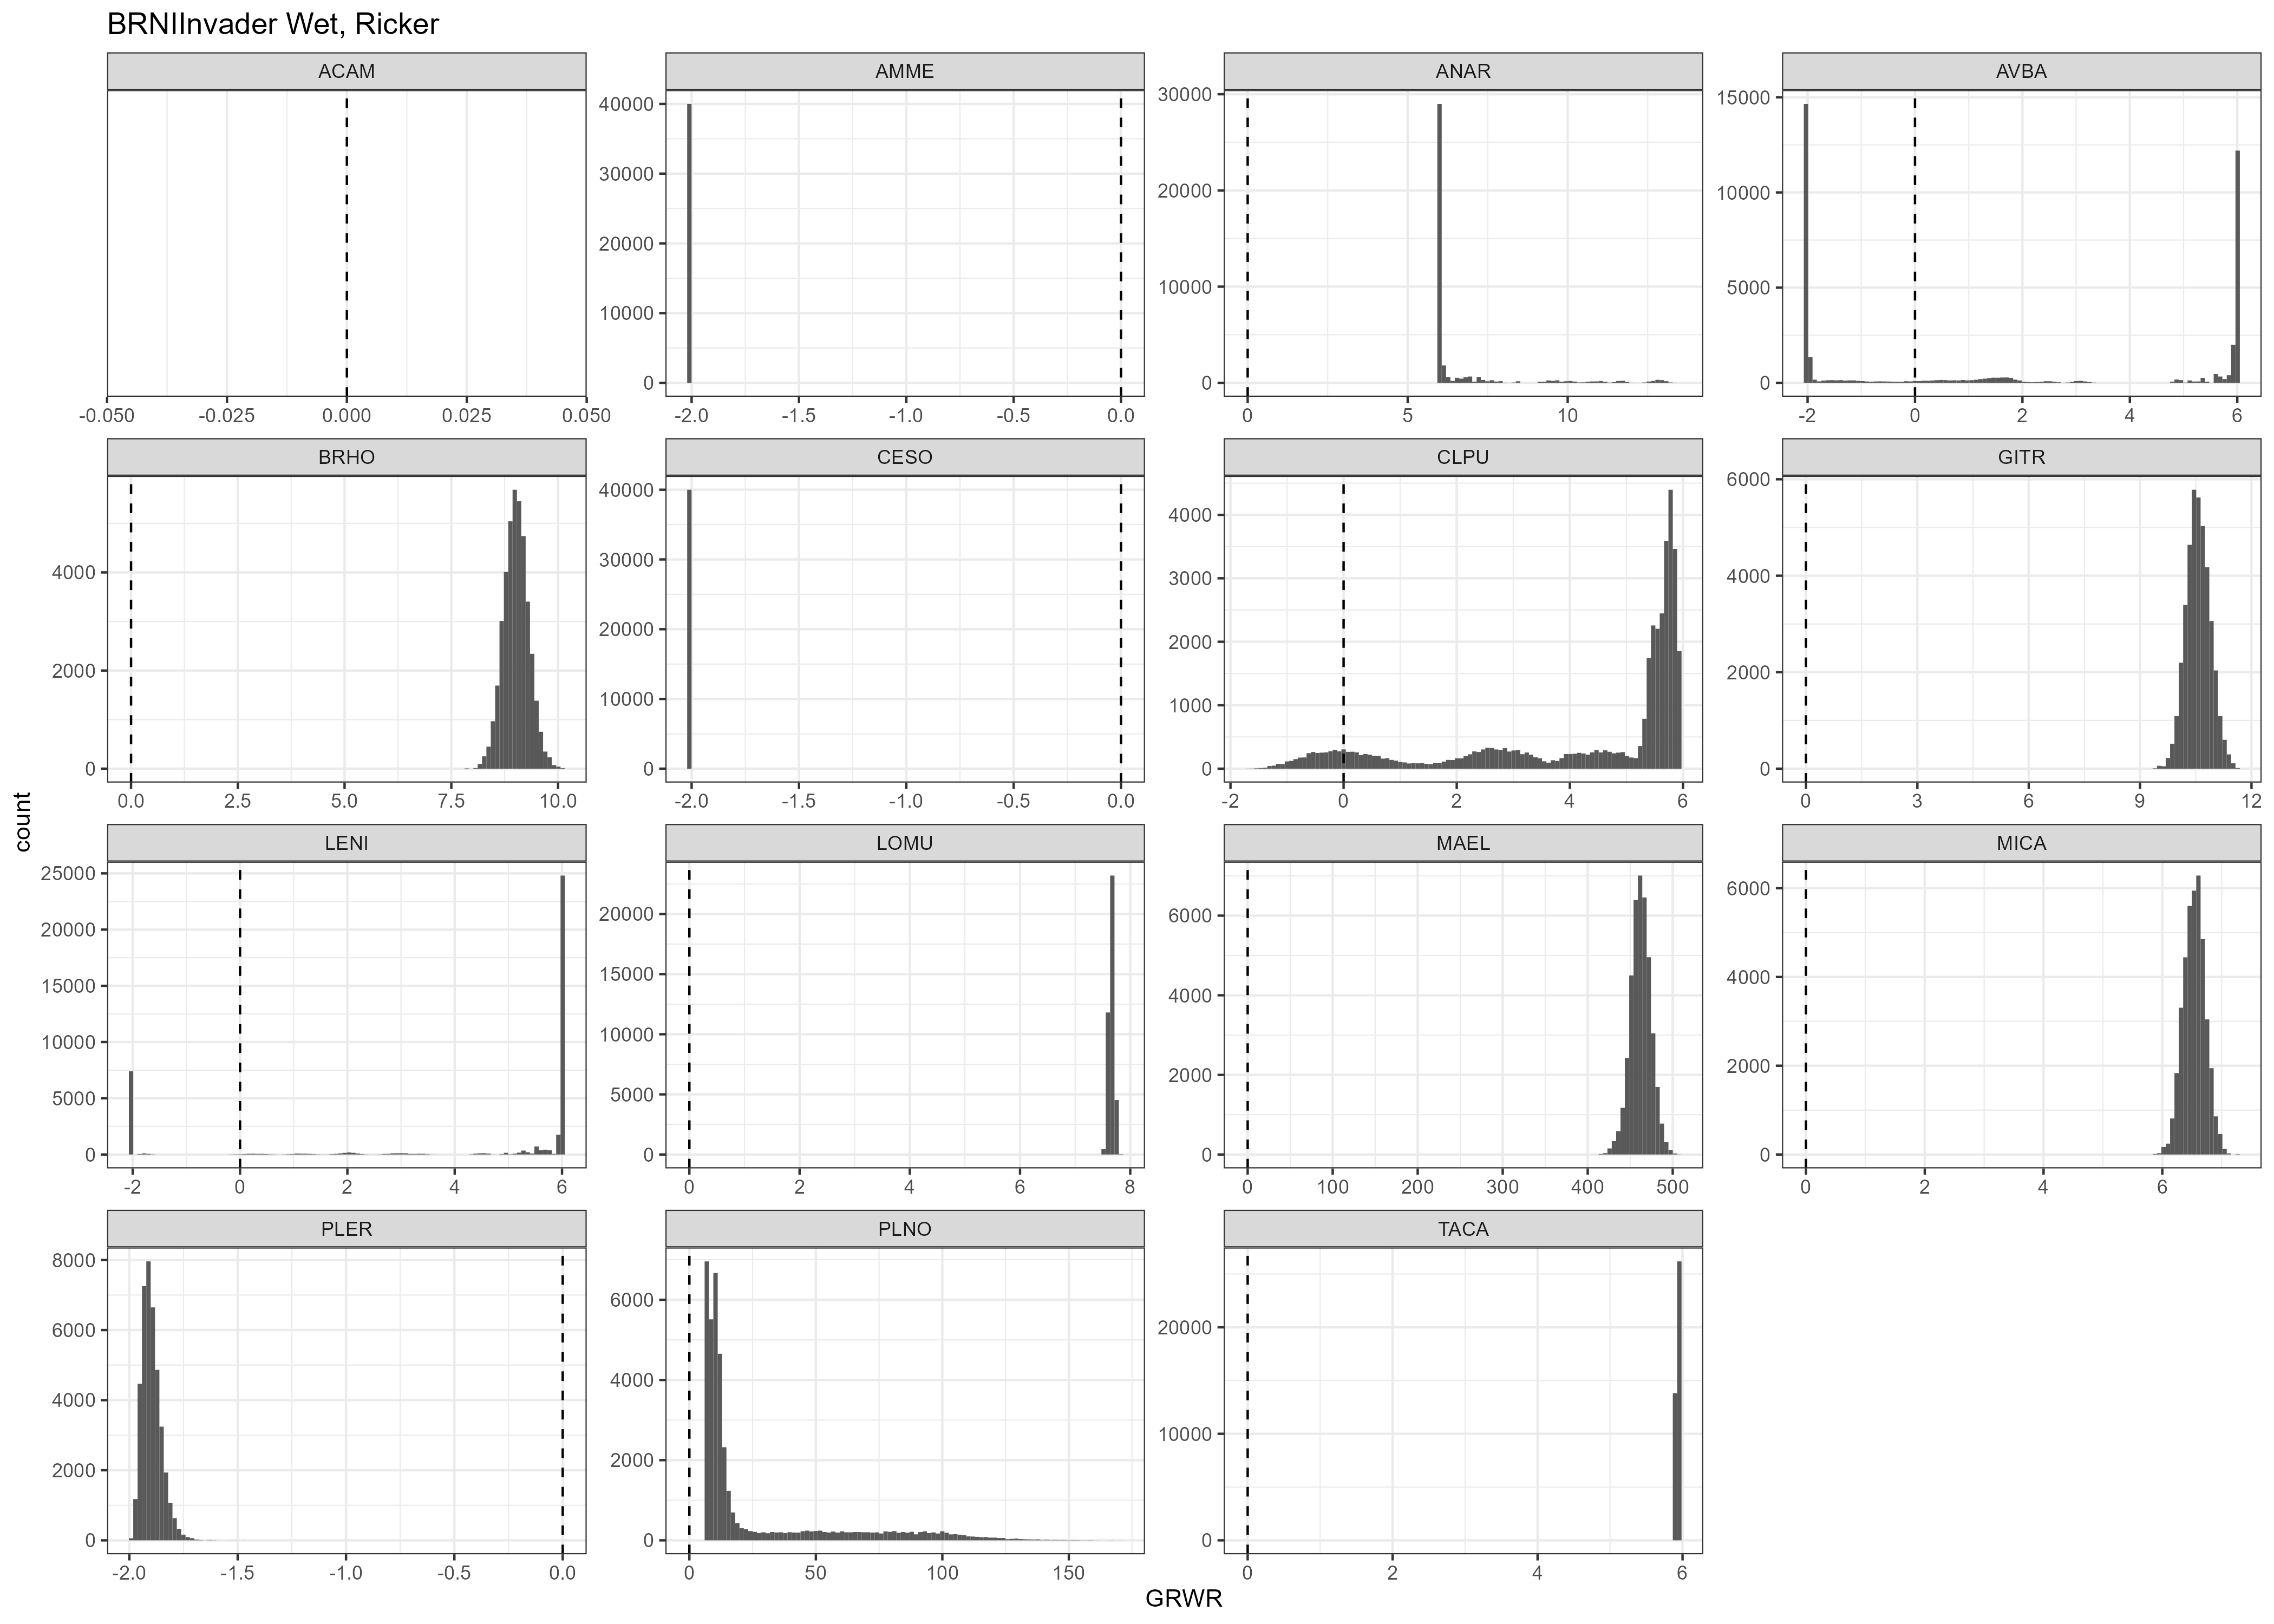 BRNIInvader Wet, Ricker
ACAM
AMME
ANAR
AVBA
40000
30000
20000
10000
0
30000
20000
10000
0
15000
10000
5000
0
-0.050 -0.025 0.000 0.025 0.050
-2.0 -1.5 -1.0 -0.5 0.0
0 5 10
-2 0 2 4 6
BRHO
CESO
CLPU
GITR
4000
2000
0
40000
30000
20000
10000
0
4000
3000
2000
1000
0
6000
4000
2000
0
0.0 2.5 5.0 7.5 10.0
-2.0 -1.5 -1.0 -0.5 0.0
-2 0 2 4 6
0 3 6 9 12
count
LENI
LOMU
MAEL
MICA
25000
20000
15000
10000
5000
0
20000
15000
10000
5000
0
6000
4000
2000
0
6000
4000
2000
0
-2 0 2 4 6
0 2 4 6 8
0 100 200 300 400 500
0 2 4 6
PLER
PLNO
TACA
8000
6000
4000
2000
0
6000
4000
2000
0
20000
10000
0
-2.0 -1.5 -1.0 -0.5 0.0
0 50 100 150
0 2 4 6
GRWR